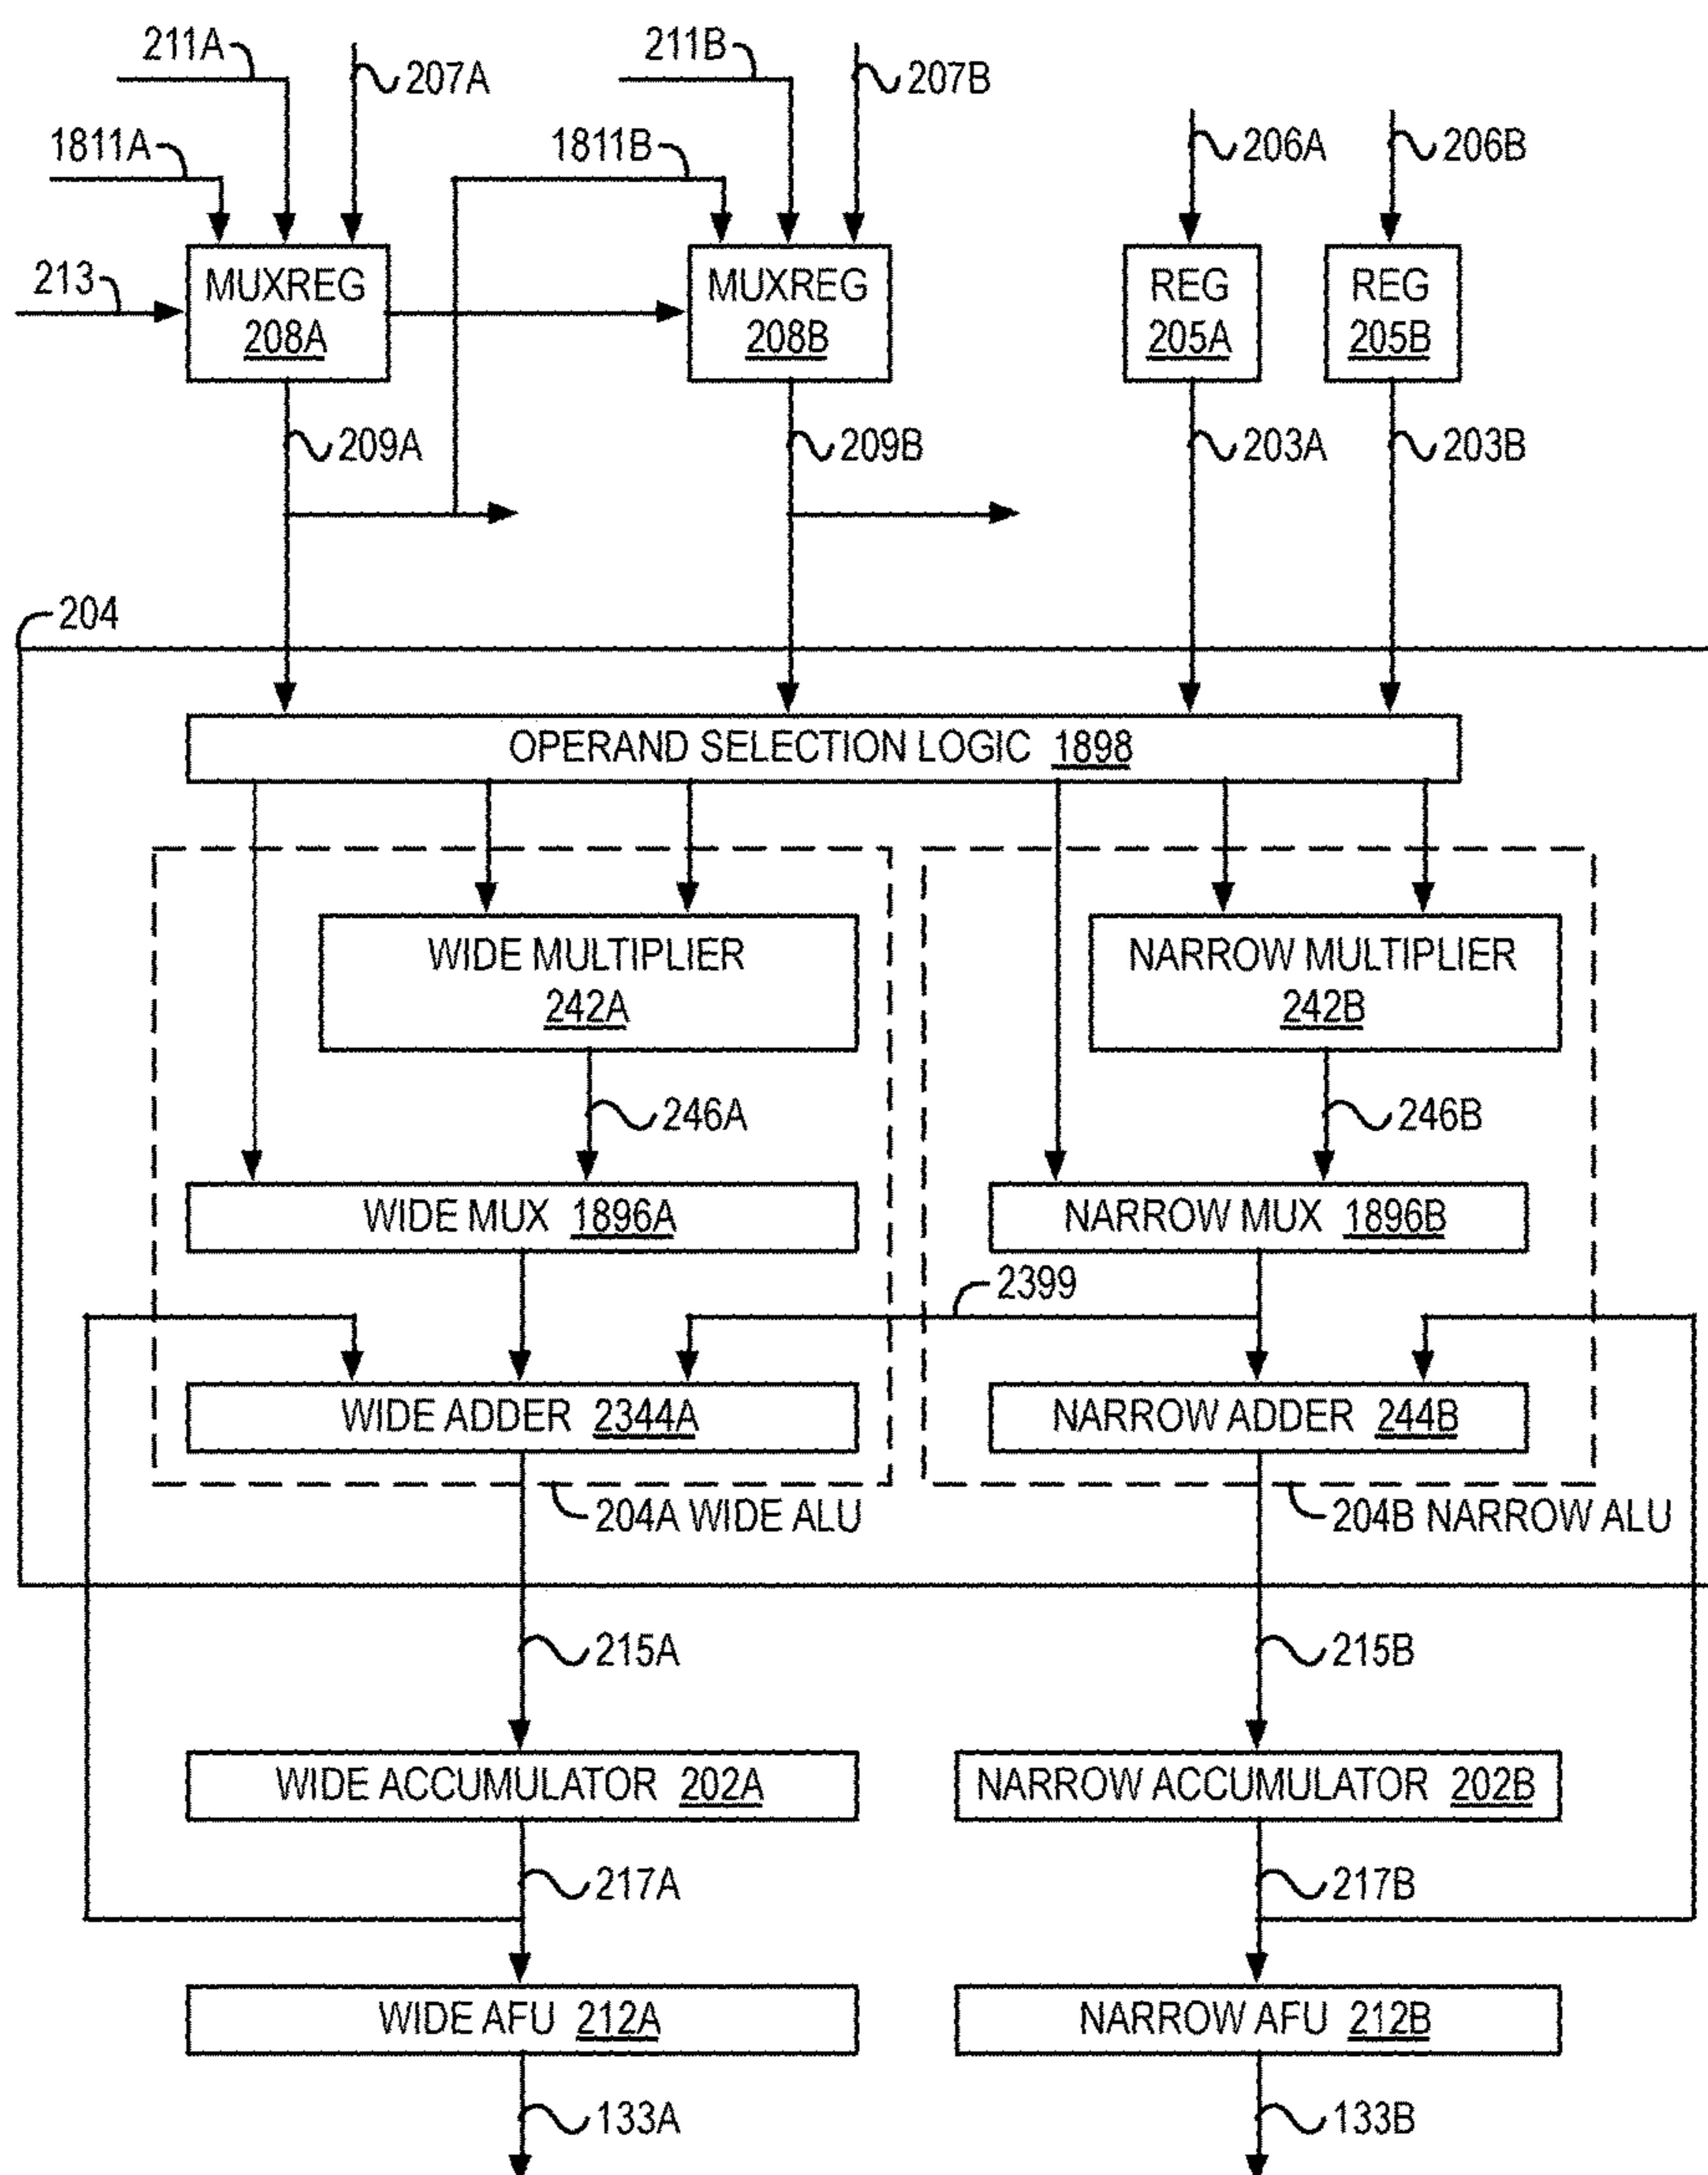 211A
207A
211B
207B
1811A
1811B
206A
206B
213
MUXREG
208A
MUXREG
208B
REG
205A
REG
205B
209A
209B
203A
203B
204
OPERAND SELECTION LOGIC 1898
WIDE MULTIPLIER
242A
NARROW MULTIPLIER
242B
246A
246B
WIDE MUX 1896A
NARROW MUX 1896B
2399
WIDE ADDER 2344A
NARROW ADDER 244B
204A WIDE ALU
204B NARROW ALU
215A
215B
WIDE ACCUMULATOR 202A
NARROW ACCUMULATOR 202B
217A
217B
WIDE AFU 212A
NARROW AFU 212B
133A
133B